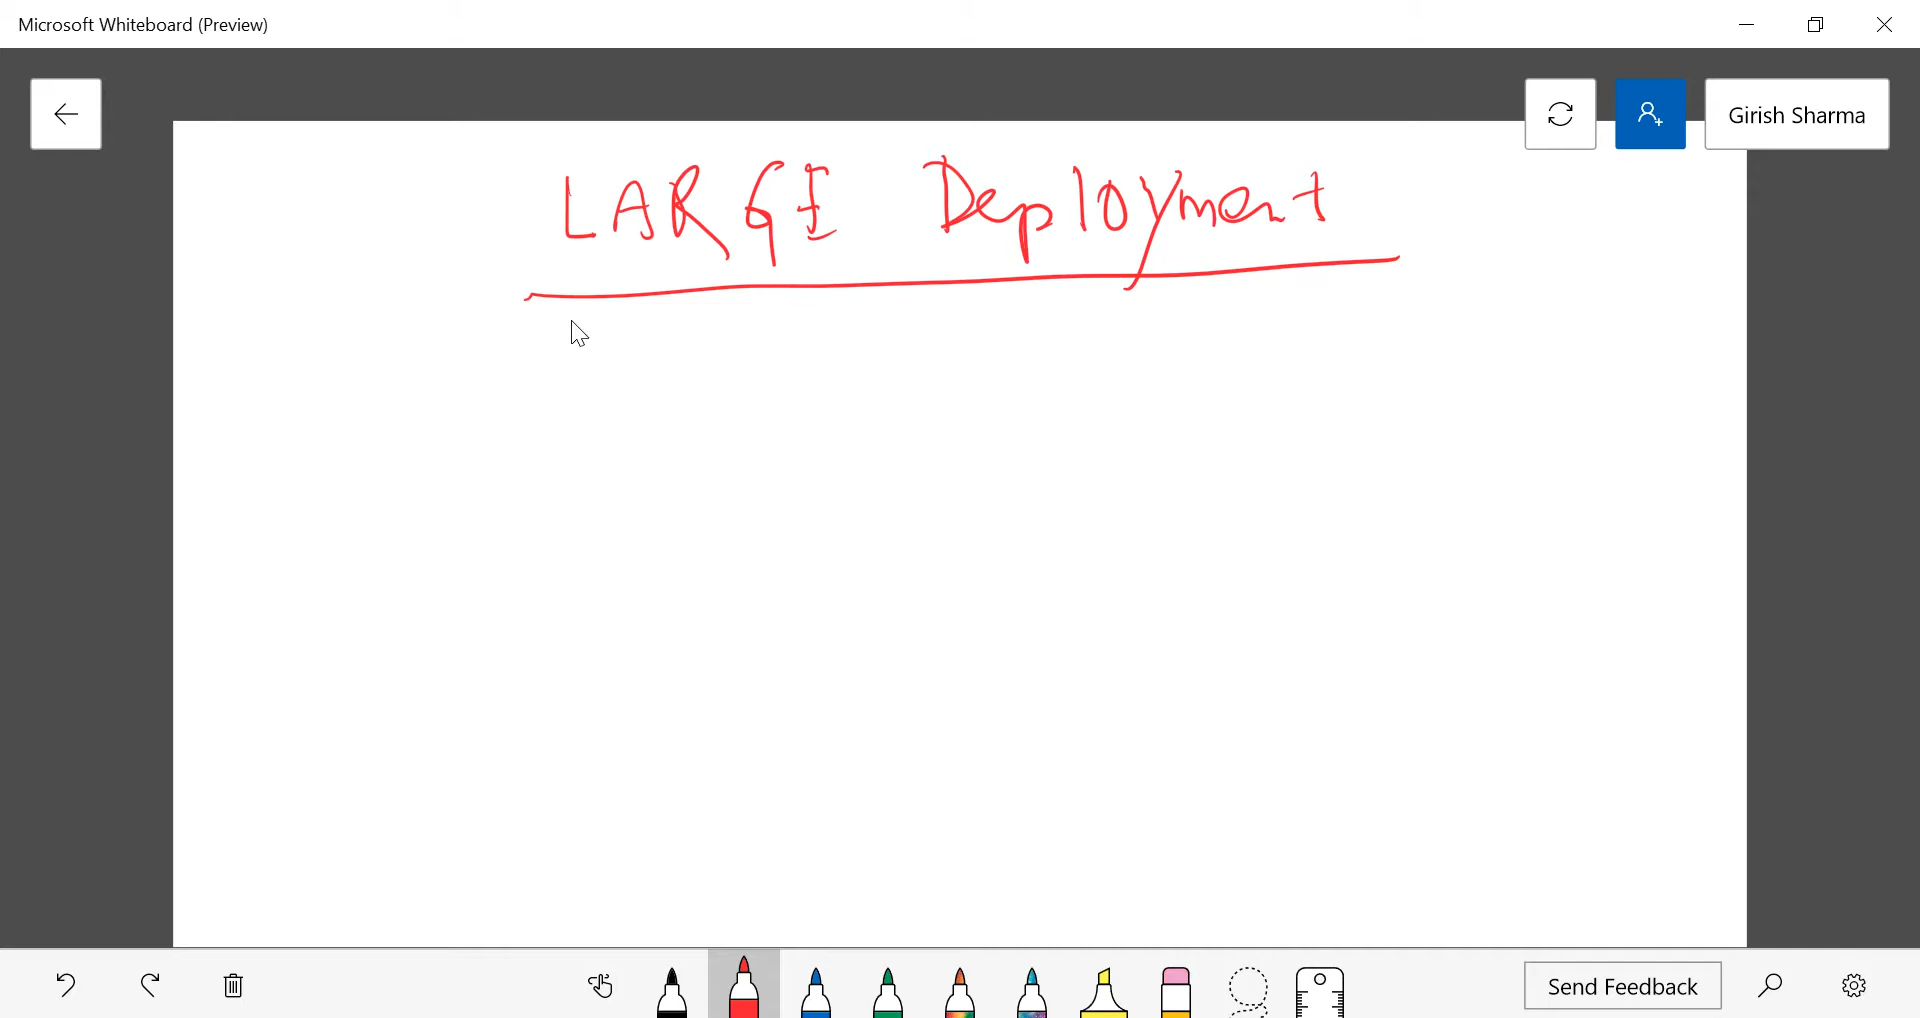 Microsoft Whiteboard (Preview)
Girish Sharma
LARGE Deployment
Send Feedback